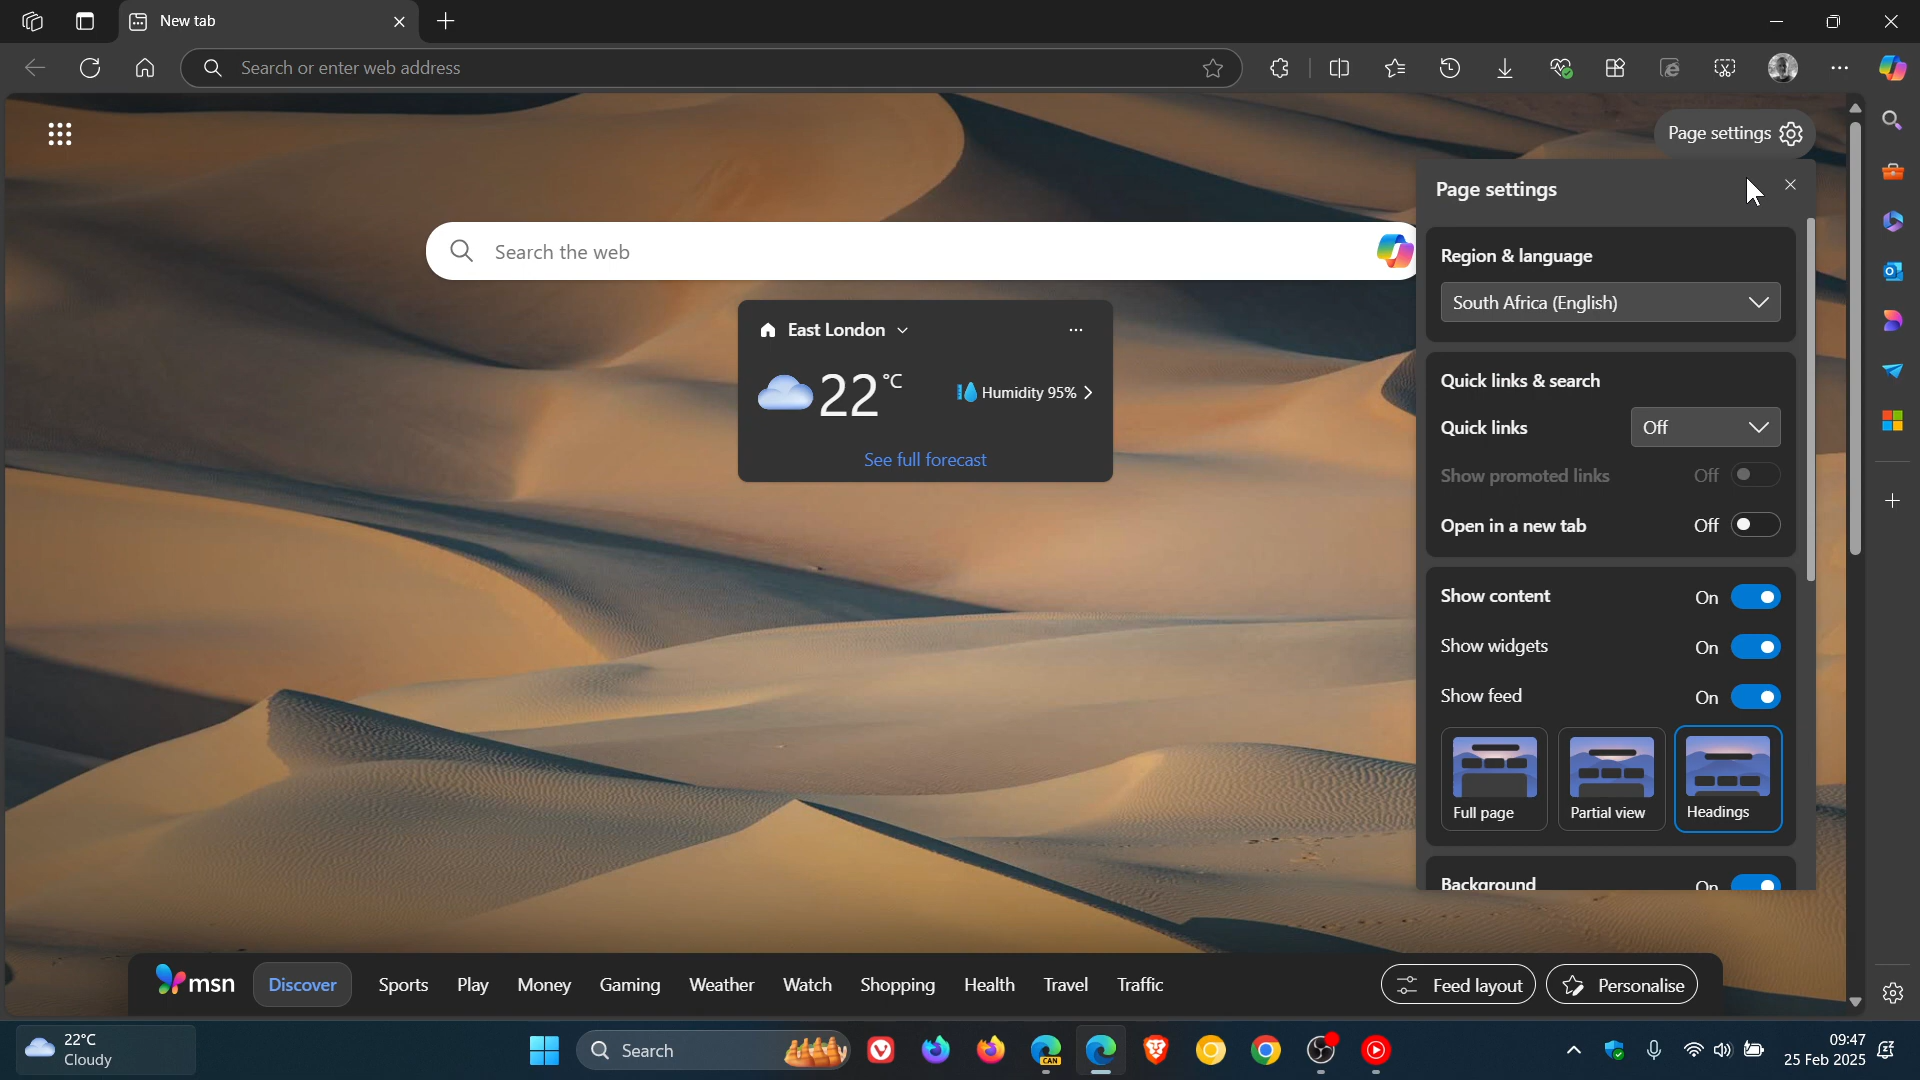 New tab
Search or enter web address
Page settings
Page settings
Region & language
South Africa (English)
Search the web
East London
22 °C
Humidity 95%
See full forecast
Quick links & search
Quick links Off
Show promoted links Off
Open in a new tab Off
Show content On
Show widgets On
Show feed On
Full page Partial view Headings
Background On
msn Discover Sports Play Money Gaming Weather Watch Shopping Health Travel Traffic Feed layout Personalise
22°C
Cloudy
Search
CAN
09:47
25 Feb 2025